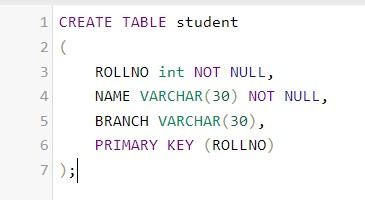 1 CREATE TABLE student
2 (
3 ROLLNO int NOT NULL,
4 NAME VARCHAR(30) NOT NULL,
5 BRANCH VARCHAR(30),
6 PRIMARY KEY (ROLLNO)
7 );